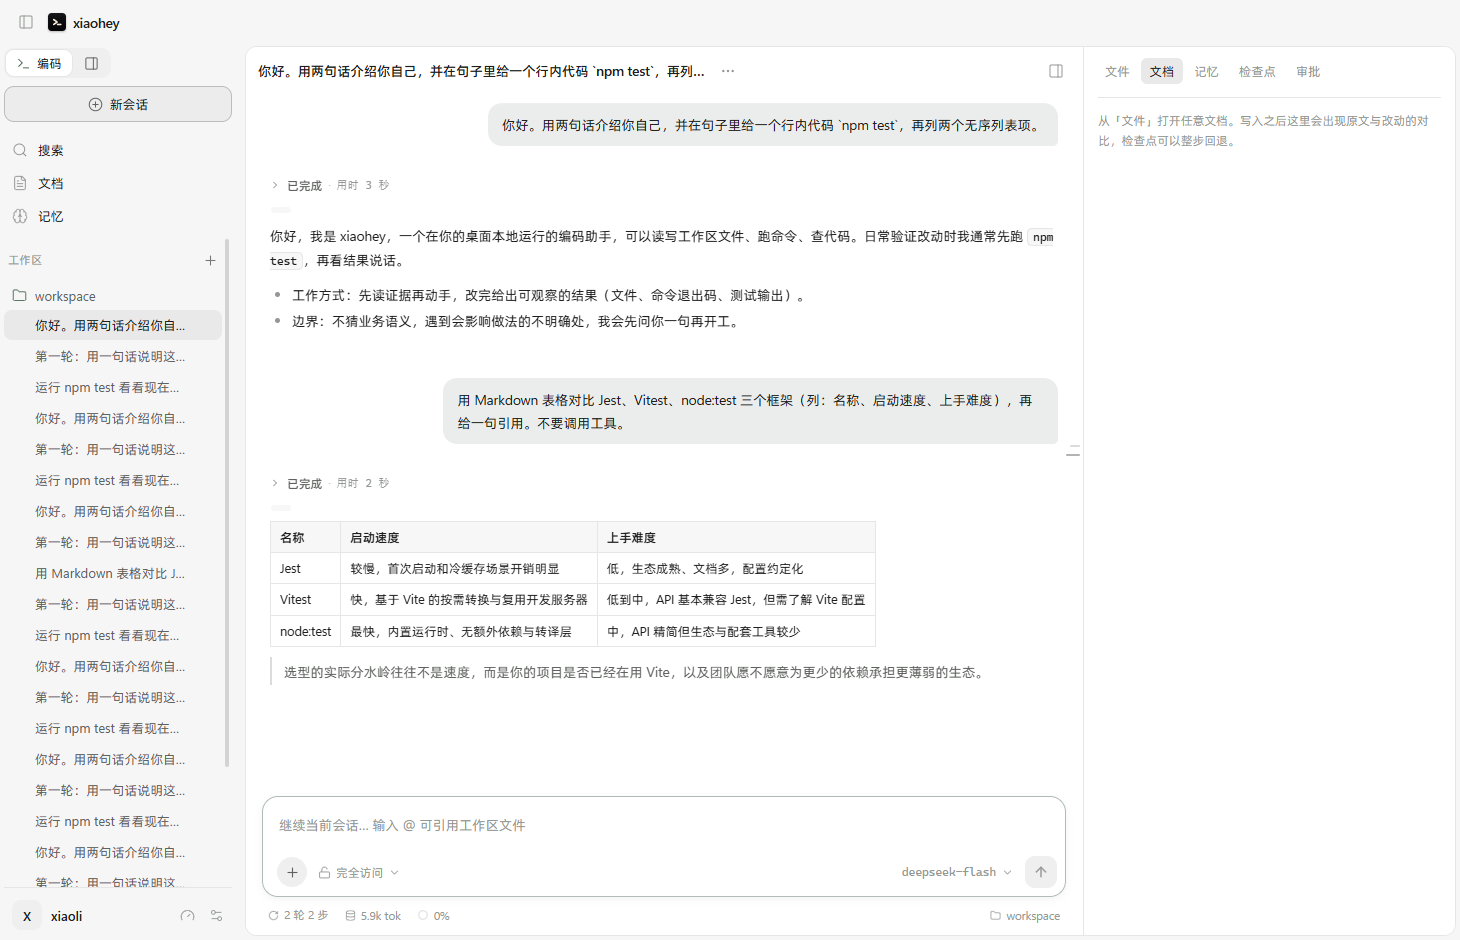 xiaohey
编码
新会话
搜索
文档
记忆
工作区
workspace
你好。用两句话介绍你自...
第一轮：用一句话说明这...
运行 npm test 看看现在...
你好。用两句话介绍你自...
第一轮：用一句话说明这...
运行 npm test 看看现在...
你好。用两句话介绍你自...
第一轮：用一句话说明这...
用 Markdown 表格对比 J...
第一轮：用一句话说明这...
运行 npm test 看看现在...
你好。用两句话介绍你自...
第一轮：用一句话说明这...
运行 npm test 看看现在...
你好。用两句话介绍你自...
第一轮：用一句话说明这...
运行 npm test 看看现在...
你好。用两句话介绍你自...
第一轮：用一句话说明这...
X xiaoli
你好。用两句话介绍你自己，并在句子里给一个行内代码 `npm test`，再列... ···
你好。用两句话介绍你自己，并在句子里给一个行内代码 `npm test`，再列两个无序列表项。
已完成 · 用时 3 秒
你好，我是 xiaohey，一个在你的桌面本地运行的编码助手，可以读写工作区文件、跑命令、查代码。日常验证改动时我通常先跑 npm
test，再看结果说话。
• 工作方式：先读证据再动手，改完给出可观察的结果（文件、命令退出码、测试输出）。
• 边界：不猜业务语义，遇到会影响做法的不明确处，我会先问你一句再开工。
用 Markdown 表格对比 Jest、Vitest、node:test 三个框架（列：名称、启动速度、上手难度），再
给一句引用。不要调用工具。
已完成 · 用时 2 秒
名称 启动速度 上手难度
Jest 较慢，首次启动和冷缓存场景开销明显 低，生态成熟、文档多，配置约定化
Vitest 快，基于 Vite 的按需转换与复用开发服务器 低到中，API 基本兼容 Jest，但需了解 Vite 配置
node:test 最快，内置运行时、无额外依赖与转译层 中，API 精简但生态与配套工具较少
选型的实际分水岭往往不是速度，而是你的项目是否已经在用 Vite，以及团队愿不愿意为更少的依赖承担更薄弱的生态。
继续当前会话... 输入 @ 可引用工作区文件
完全访问
deepseek-flash
2 轮 2 步 5.9k tok 0%
workspace
文件 文档 记忆 检查点 审批
从「文件」打开任意文档。写入之后这里会出现原文与改动的对
比，检查点可以整步回退。